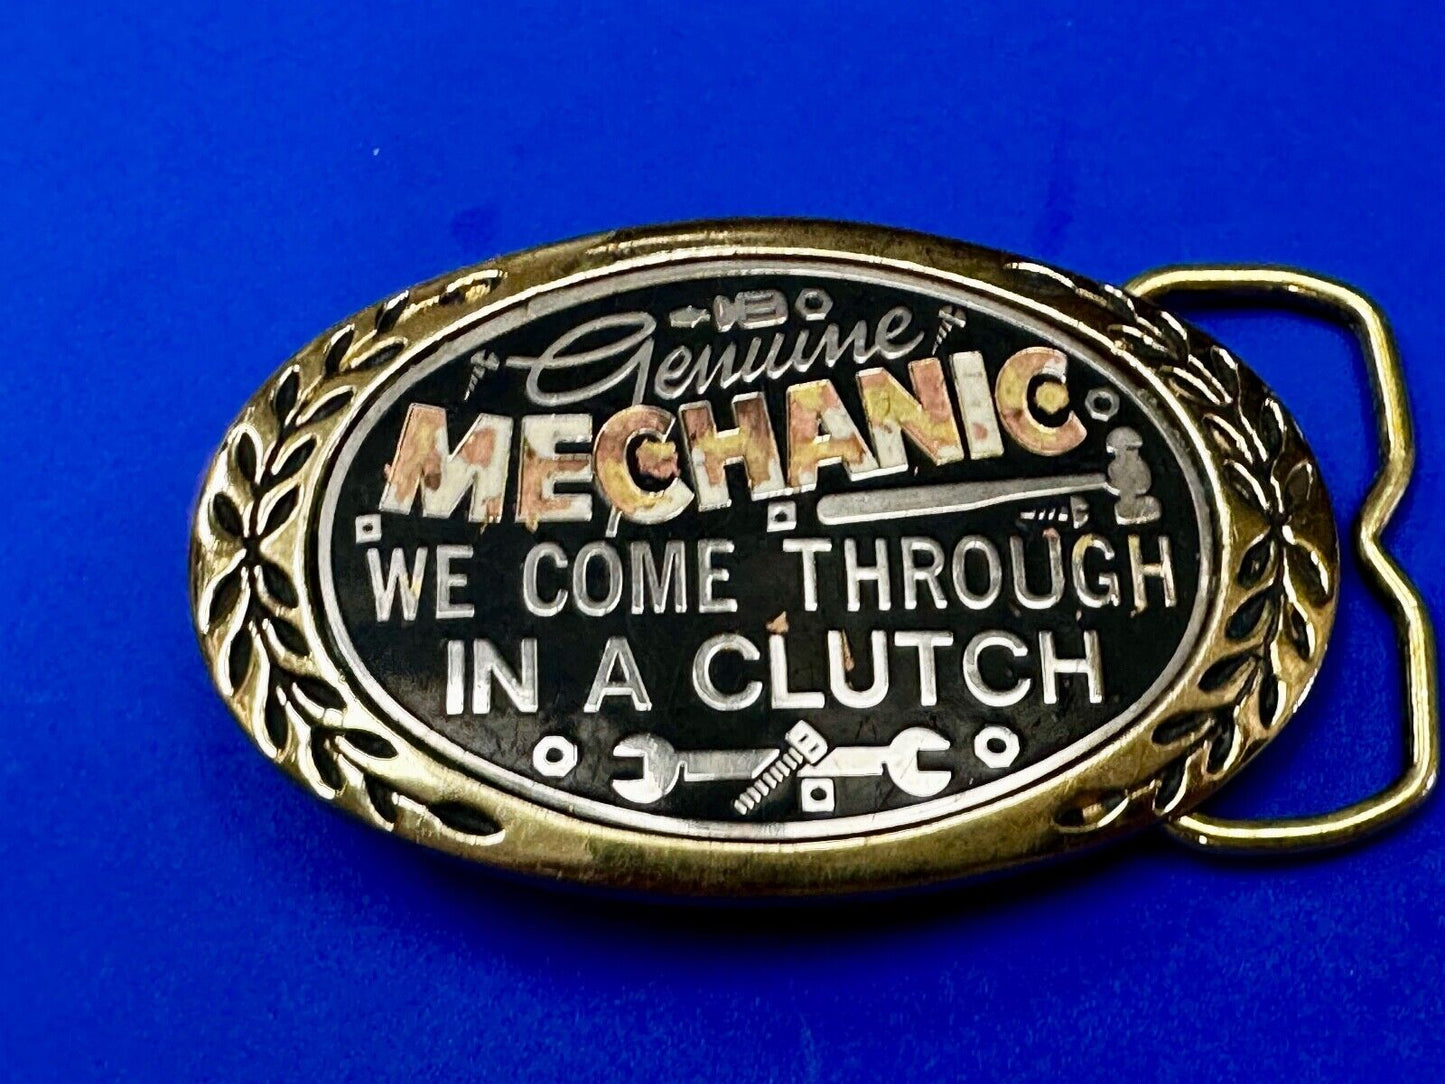 Genuine
MECHANIC
WE COME THROUGH
IN A CLUTCH